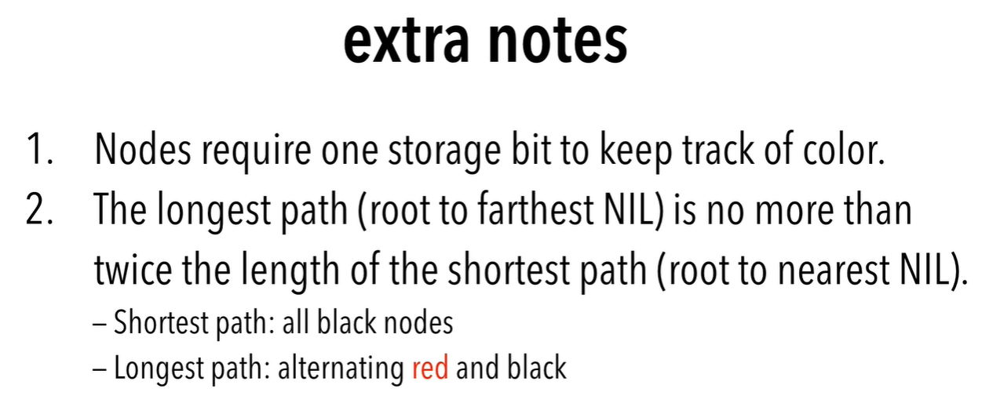 extra notes
1. Nodes require one storage bit to keep track of color.
2. The longest path (root to farthest NIL) is no more than
twice the length of the shortest path (root to nearest NIL).
– Shortest path: all black nodes
– Longest path: alternating red and black